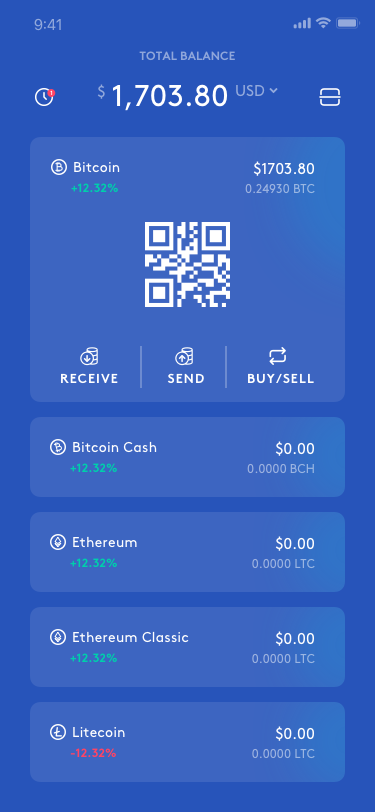 9:41
TOTAL BALANCE
$ 1,703.80 USD
Bitcoin $1703.80
+12.32% 0.24930 BTC
RECEIVE SEND BUY/SELL
Bitcoin Cash $0.00
+12.32% 0.0000 BCH
Ethereum $0.00
+12.32% 0.0000 LTC
Ethereum Classic $0.00
+12.32% 0.0000 LTC
Litecoin $0.00
-12.32% 0.0000 LTC